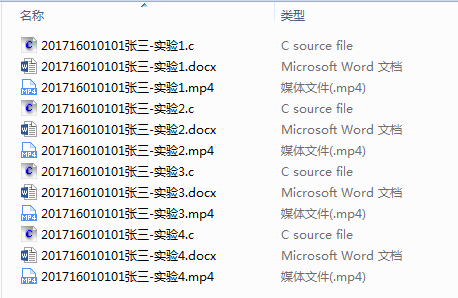 名称 类型
201716010101张三-实验1.c C source file
201716010101张三-实验1.docx Microsoft Word 文档
201716010101张三-实验1.mp4 媒体文件(.mp4)
201716010101张三-实验2.c C source file
201716010101张三-实验2.docx Microsoft Word 文档
201716010101张三-实验2.mp4 媒体文件(.mp4)
201716010101张三-实验3.c C source file
201716010101张三-实验3.docx Microsoft Word 文档
201716010101张三-实验3.mp4 媒体文件(.mp4)
201716010101张三-实验4.c C source file
201716010101张三-实验4.docx Microsoft Word 文档
201716010101张三-实验4.mp4 媒体文件(.mp4)